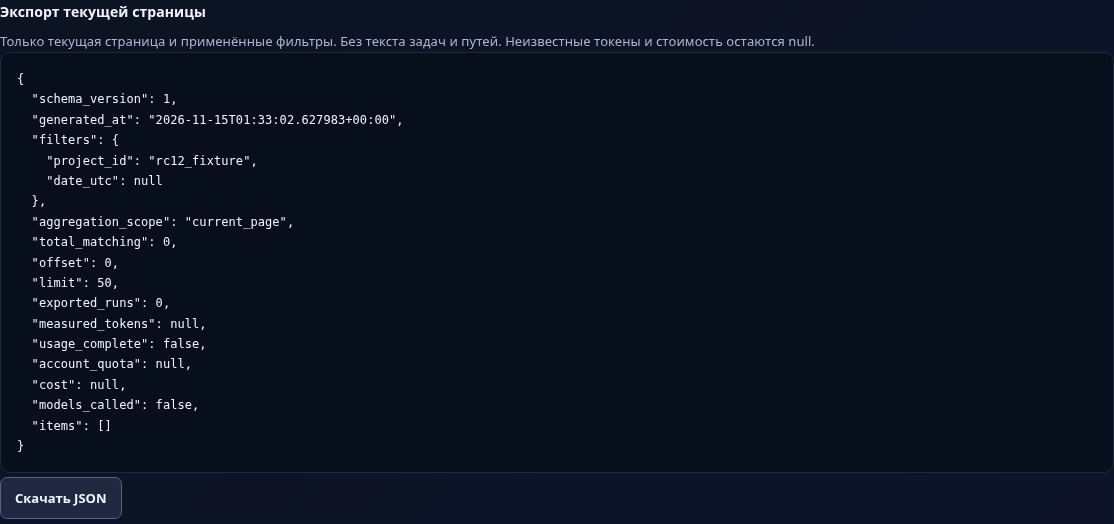 Экспорт текущей страницы
Только текущая страница и применённые фильтры. Без текста задач и путей. Неизвестные токены и стоимость остаются null.
{
  "schema_version": 1,
  "generated_at": "2026-11-15T01:33:02.627983+00:00",
  "filters": {
    "project_id": "rc12_fixture",
    "date_utc": null
  },
  "aggregation_scope": "current_page",
  "total_matching": 0,
  "offset": 0,
  "limit": 50,
  "exported_runs": 0,
  "measured_tokens": null,
  "usage_complete": false,
  "account_quota": null,
  "cost": null,
  "models_called": false,
  "items": []
}
Скачать JSON